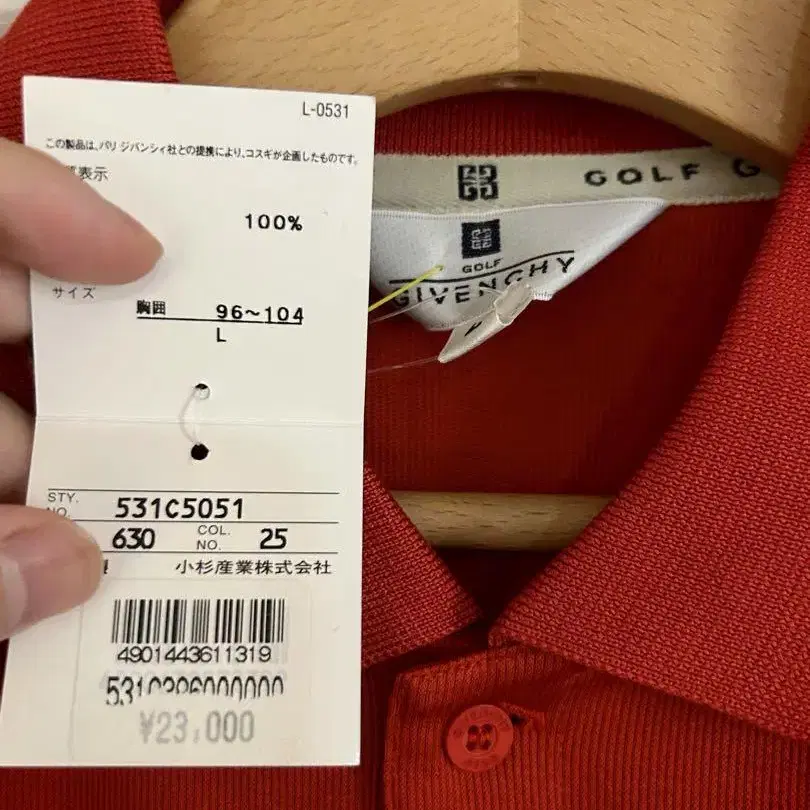 L-0531
この製品は、パリ ジバンシィ社との提携により、コスギが企画したものです。
表示
100%
サイズ
胸囲 96〜104
L
STY. NO. 531C5051
630 COL. NO. 25
小杉産業株式会社
4901443611319
¥23,000
GOLF G
GOLF
GIVENCHY